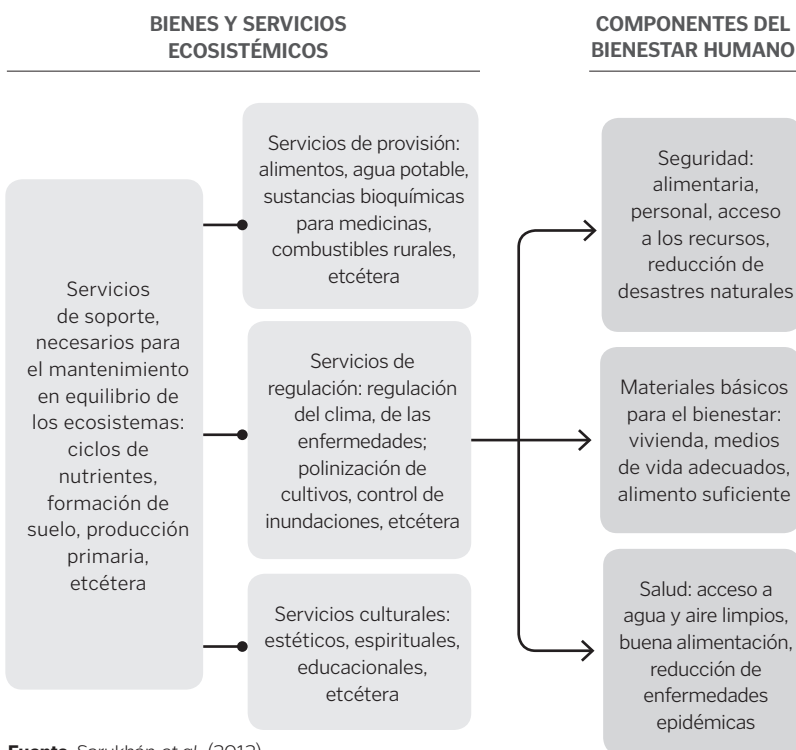 BIENES Y SERVICIOS
ECOSISTÉMICOS
COMPONENTES DEL
BIENESTAR HUMANO
Servicios
de soporte,
necesarios para
el mantenimiento
en equilibrio de
los ecosistemas:
ciclos de
nutrientes,
formación de
suelo, producción
primaria,
etcétera
Servicios de provisión:
alimentos, agua potable,
sustancias bioquímicas
para medicinas,
combustibles rurales,
etcétera
Servicios de
regulación: regulación
del clima, de las
enfermedades;
polinización de
cultivos, control de
inundaciones, etcétera
Servicios culturales:
estéticos, espirituales,
educacionales,
etcétera
Seguridad:
alimentaria,
personal, acceso
a los recursos,
reducción de
desastres naturales
Materiales básicos
para el bienestar:
vivienda, medios
de vida adecuados,
alimento suficiente
Salud: acceso a
agua y aire limpios,
buena alimentación,
reducción de
enfermedades
epidémicas
Fuente. Sarukhán et al. (2012)